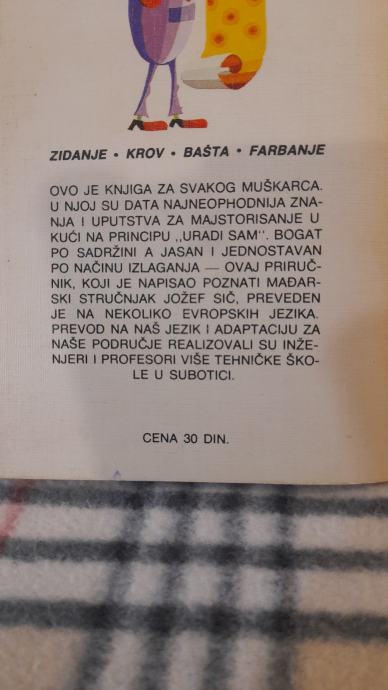 ZIDANJE • KROV • BAŠTA • FARBANJE
OVO JE KNJIGA ZA SVAKOG MUŠKARCA.
U NJOJ SU DATA NAJNEOPHODNIJA ZNA-
NJA I UPUTSTVA ZA MAJSTORISANJE U
KUĆI NA PRINCIPU „URADI SAM‟. BOGAT
PO SADRŽINI A JASAN I JEDNOSTAVAN
PO NAČINU IZLAGANJA — OVAJ PRIRUČ-
NIK, KOJI JE NAPISAO POZNATI MAĐAR-
SKI STRUČNJAK JOŽEF SIČ, PREVEDEN
JE NA NEKOLIKO EVROPSKIH JEZIKA.
PREVOD NA NAŠ JEZIK I ADAPTACIJU ZA
NAŠE PODRUČJE REALIZOVALI SU INŽE-
NJERI I PROFESORI VIŠE TEHNIČKE ŠKO-
LE U SUBOTICI.
CENA 30 DIN.